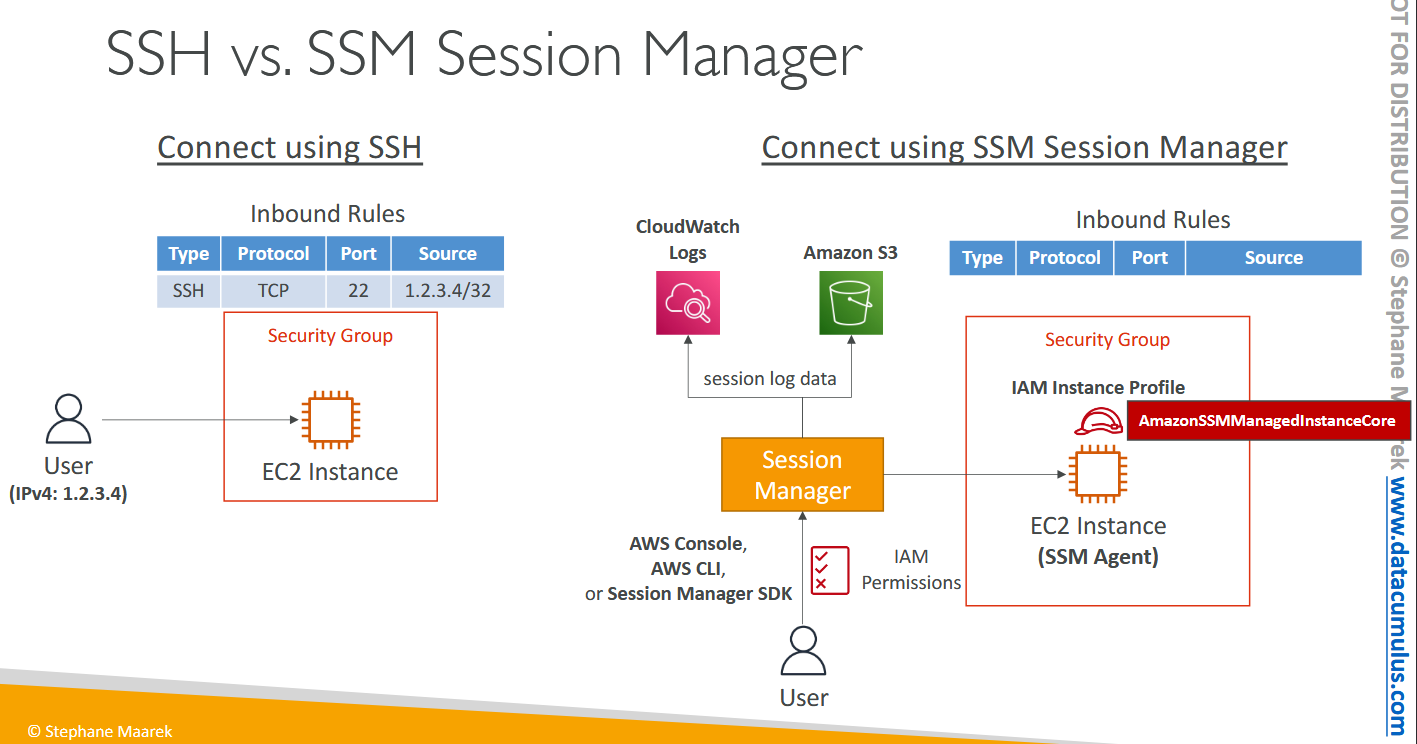 SSH vs. SSM Session Manager
Connect using SSH
Inbound Rules
Type Protocol Port Source
SSH TCP 22 1.2.3.4/32
Security Group
EC2 Instance
User
(IPv4: 1.2.3.4)
Connect using SSM Session Manager
CloudWatch
Logs
Amazon S3
session log data
Session
Manager
AWS Console,
AWS CLI,
or Session Manager SDK
IAM
Permissions
User
Inbound Rules
Type Protocol Port Source
Security Group
IAM Instance Profile
AmazonSSMManagedInstanceCore
EC2 Instance
(SSM Agent)
© Stephane Maarek
OT FOR DISTRIBUTION © Stephane M rek www.datacumulus.com